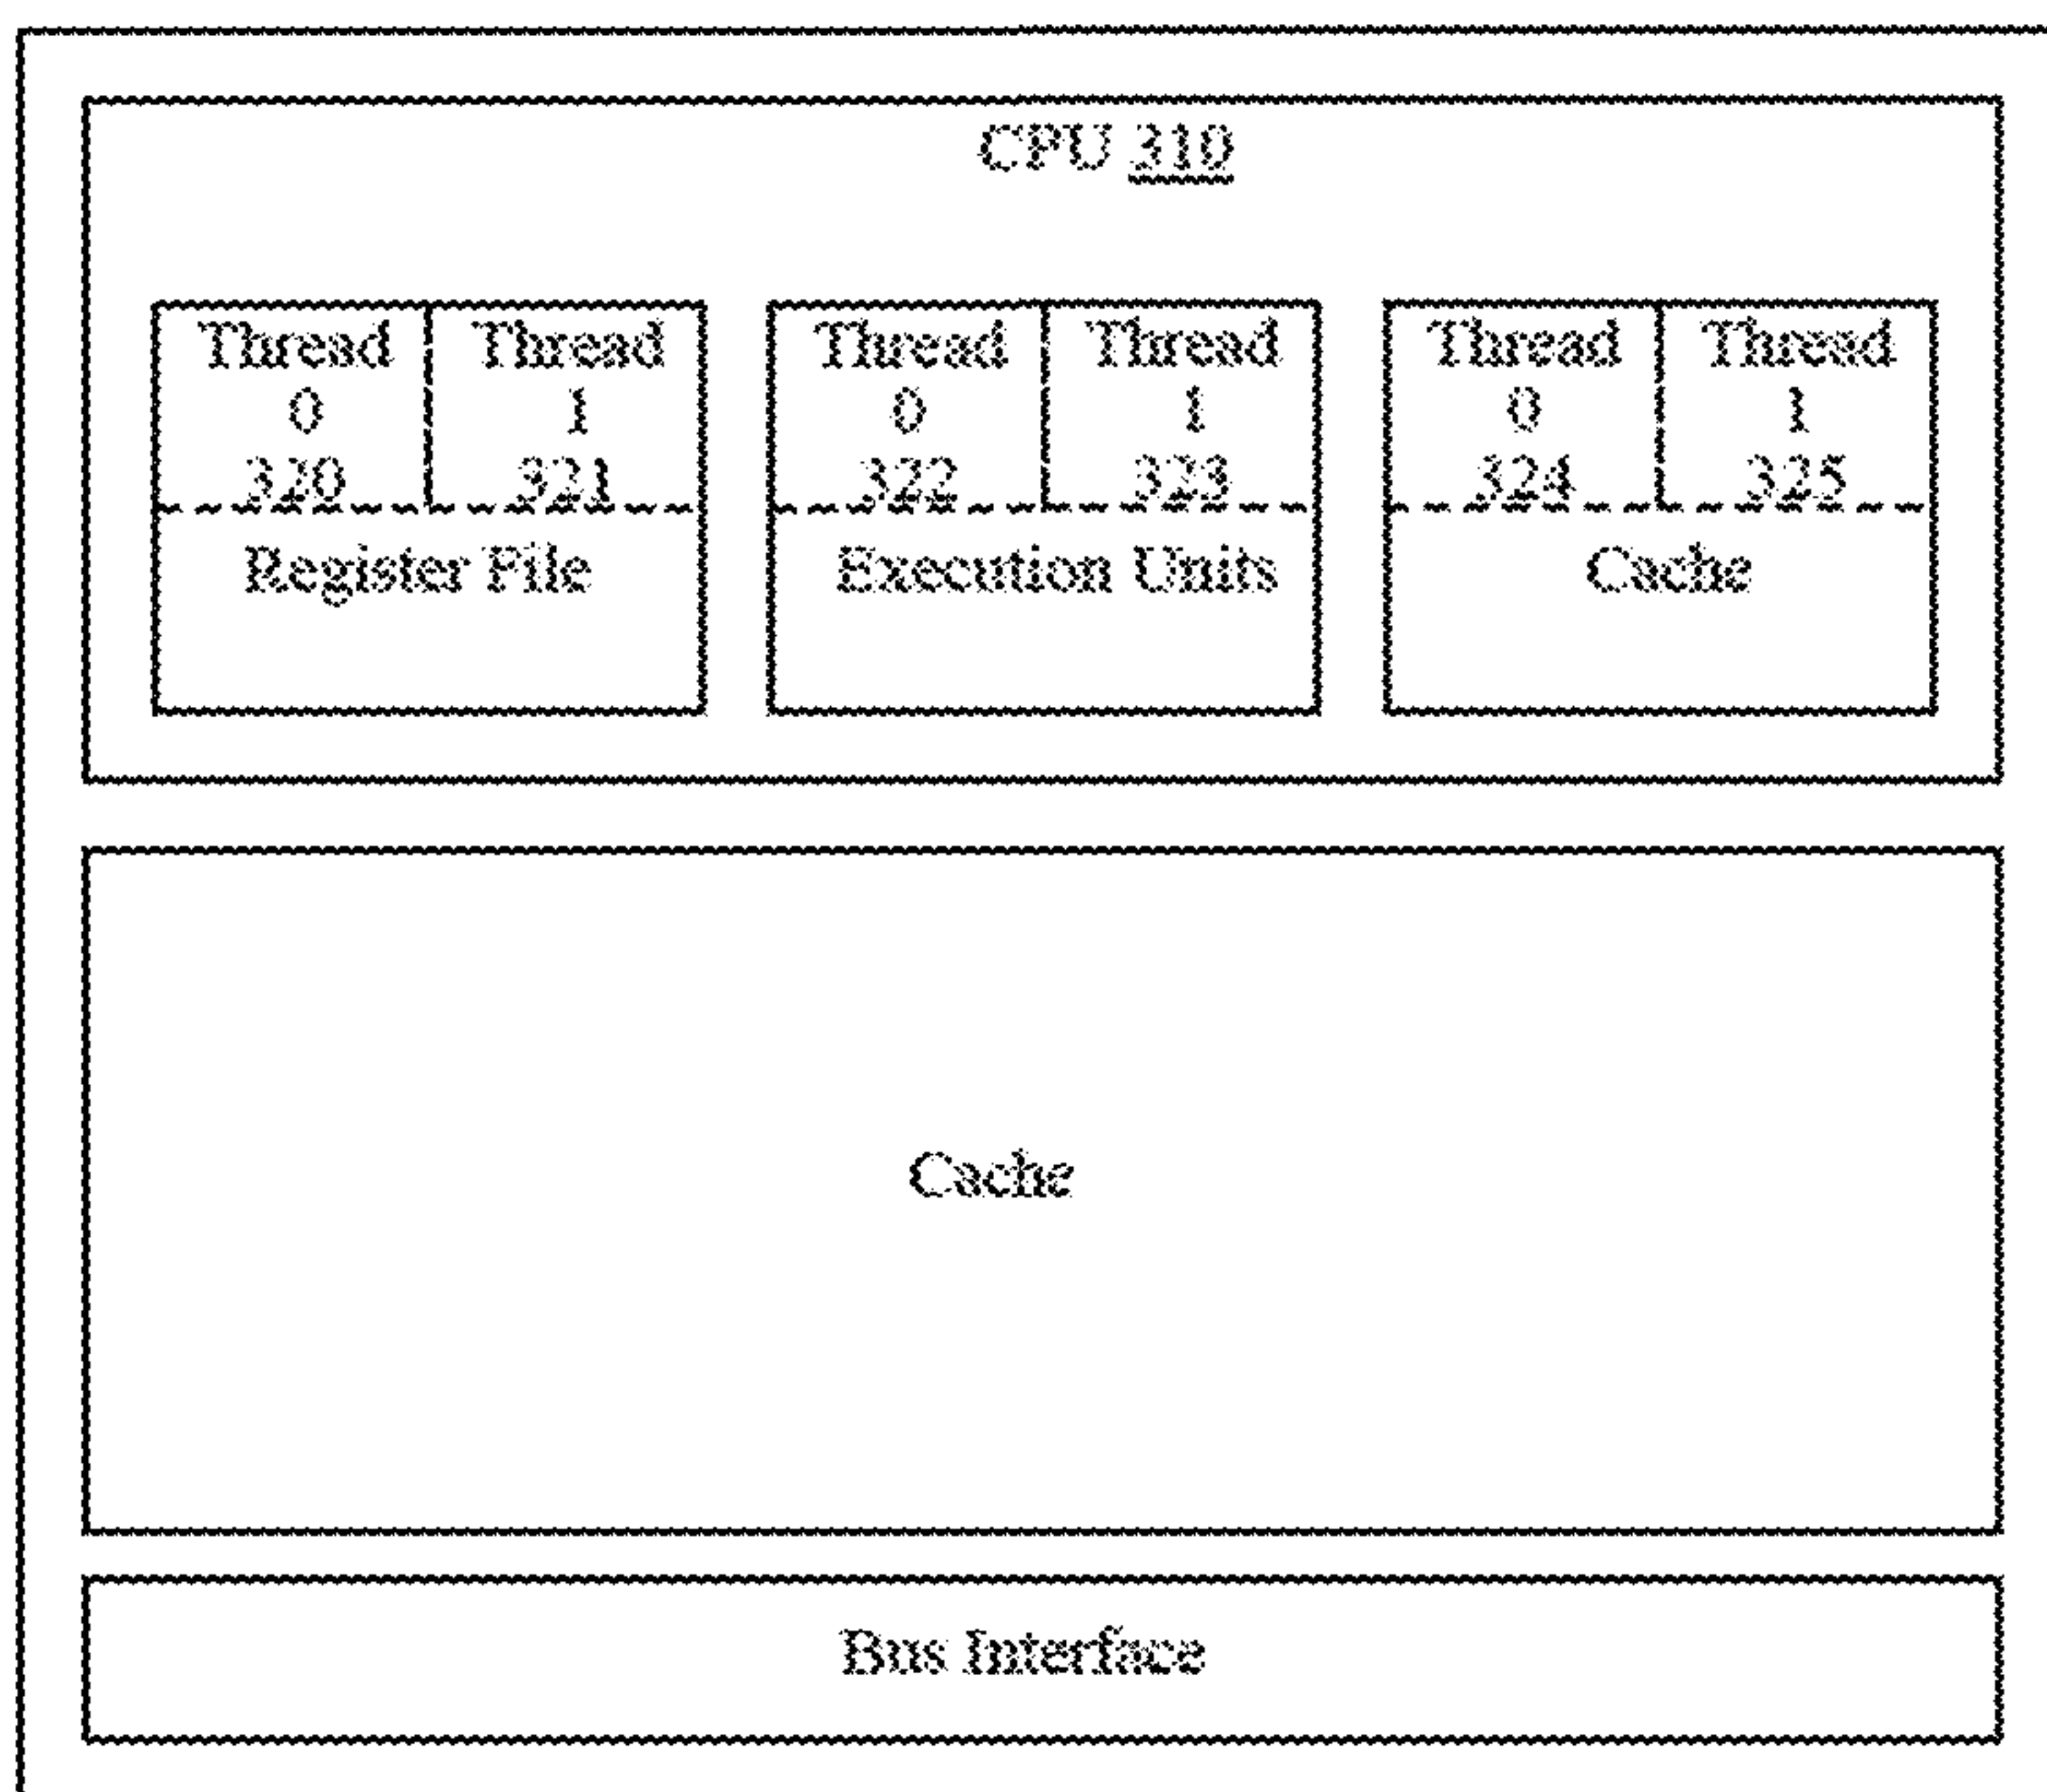 CPU 310
Thread Thread Thread Thread Thread Thread
0 1 0 1 0 1
320 321 322 323 324 325
Register File Execution Units Cache
Cache
Bus Interface